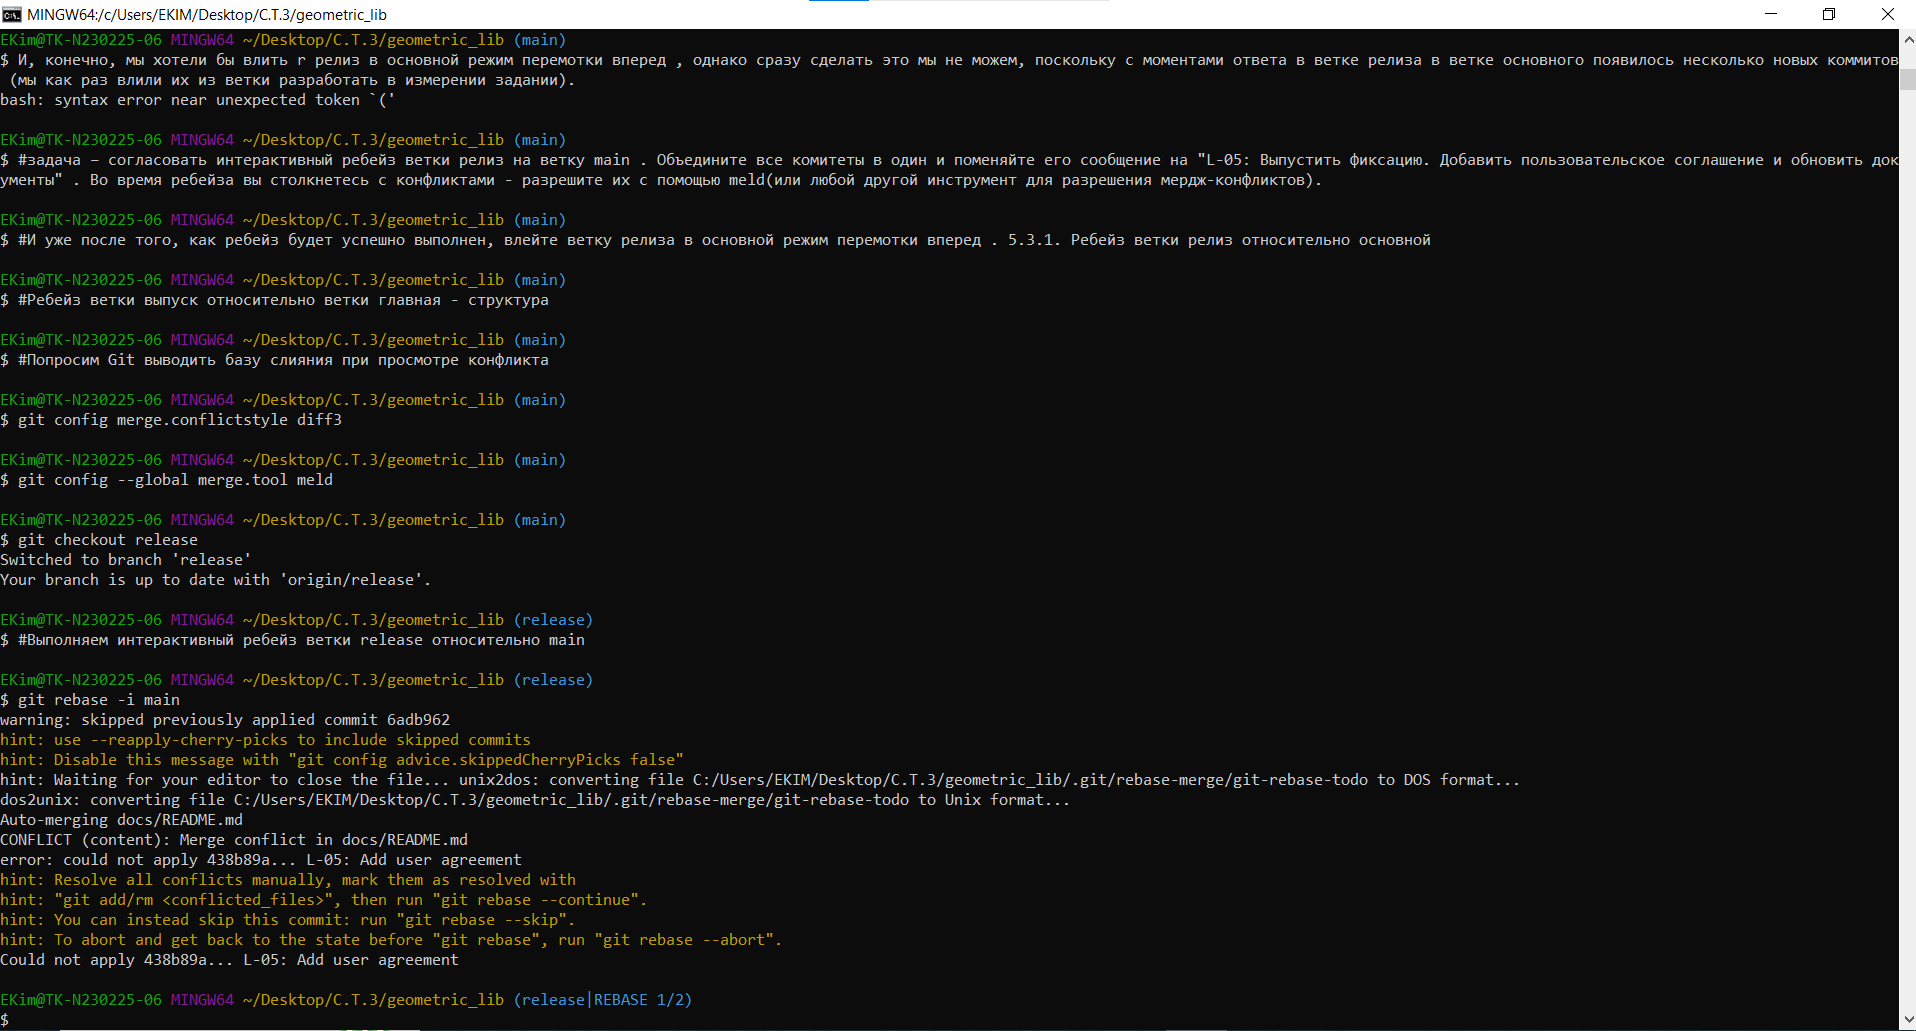 MINGW64:/c/Users/EKIM/Desktop/C.T.3/geometric_lib
EKim@TK-N230225-06 MINGW64 ~/Desktop/C.T.3/geometric_lib (main)
$ И, конечно, мы хотели бы влить r релиз в основной режим перемотки вперед , однако сразу сделать это мы не можем, поскольку с моментами ответа в ветке релиза в ветке основного появилось несколько новых коммитов
(мы как раз влили их из ветки разработать в измерении задании).
bash: syntax error near unexpected token `('
EKim@TK-N230225-06 MINGW64 ~/Desktop/C.T.3/geometric_lib (main)
$ #задача – согласовать интерактивный ребейз ветки релиз на ветку main . Объедините все комитеты в один и поменяйте его сообщение на "L-05: Выпустить фиксацию. Добавить пользовательское соглашение и обновить док
ументы" . Во время ребейза вы столкнетесь с конфликтами - разрешите их с помощью meld(или любой другой инструмент для разрешения мердж-конфликтов).
EKim@TK-N230225-06 MINGW64 ~/Desktop/C.T.3/geometric_lib (main)
$ #И уже после того, как ребейз будет успешно выполнен, влейте ветку релиза в основной режим перемотки вперед . 5.3.1. Ребейз ветки релиз относительно основной
EKim@TK-N230225-06 MINGW64 ~/Desktop/C.T.3/geometric_lib (main)
$ #Ребейз ветки выпуск относительно ветки главная - структура
EKim@TK-N230225-06 MINGW64 ~/Desktop/C.T.3/geometric_lib (main)
$ #Попросим Git выводить базу слияния при просмотре конфликта
EKim@TK-N230225-06 MINGW64 ~/Desktop/C.T.3/geometric_lib (main)
$ git config merge.conflictstyle diff3
EKim@TK-N230225-06 MINGW64 ~/Desktop/C.T.3/geometric_lib (main)
$ git config --global merge.tool meld
EKim@TK-N230225-06 MINGW64 ~/Desktop/C.T.3/geometric_lib (main)
$ git checkout release
Switched to branch 'release'
Your branch is up to date with 'origin/release'.
EKim@TK-N230225-06 MINGW64 ~/Desktop/C.T.3/geometric_lib (release)
$ #Выполняем интерактивный ребейз ветки release относительно main
EKim@TK-N230225-06 MINGW64 ~/Desktop/C.T.3/geometric_lib (release)
$ git rebase -i main
warning: skipped previously applied commit 6adb962
hint: use --reapply-cherry-picks to include skipped commits
hint: Disable this message with "git config advice.skippedCherryPicks false"
hint: Waiting for your editor to close the file... unix2dos: converting file C:/Users/EKIM/Desktop/C.T.3/geometric_lib/.git/rebase-merge/git-rebase-todo to DOS format...
dos2unix: converting file C:/Users/EKIM/Desktop/C.T.3/geometric_lib/.git/rebase-merge/git-rebase-todo to Unix format...
Auto-merging docs/README.md
CONFLICT (content): Merge conflict in docs/README.md
error: could not apply 438b89a... L-05: Add user agreement
hint: Resolve all conflicts manually, mark them as resolved with
hint: "git add/rm <conflicted_files>", then run "git rebase --continue".
hint: You can instead skip this commit: run "git rebase --skip".
hint: To abort and get back to the state before "git rebase", run "git rebase --abort".
Could not apply 438b89a... L-05: Add user agreement
EKim@TK-N230225-06 MINGW64 ~/Desktop/C.T.3/geometric_lib (release|REBASE 1/2)
$